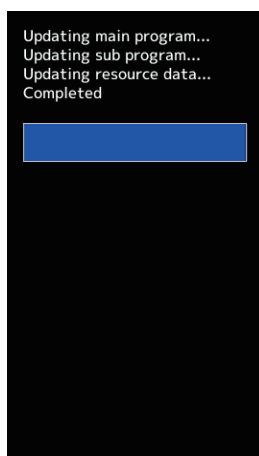 Updating main program...
Updating sub program...
Updating resource data...
Completed